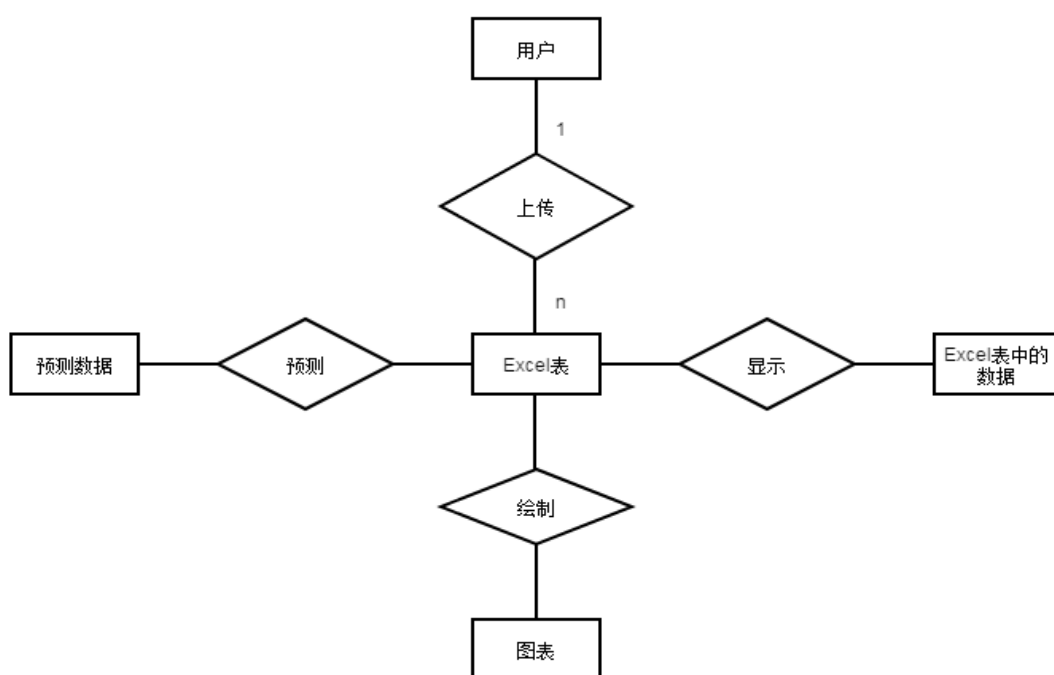 用户
1
上传
n
预测数据
预测
Excel表
显示
Excel表中的
数据
绘制
图表